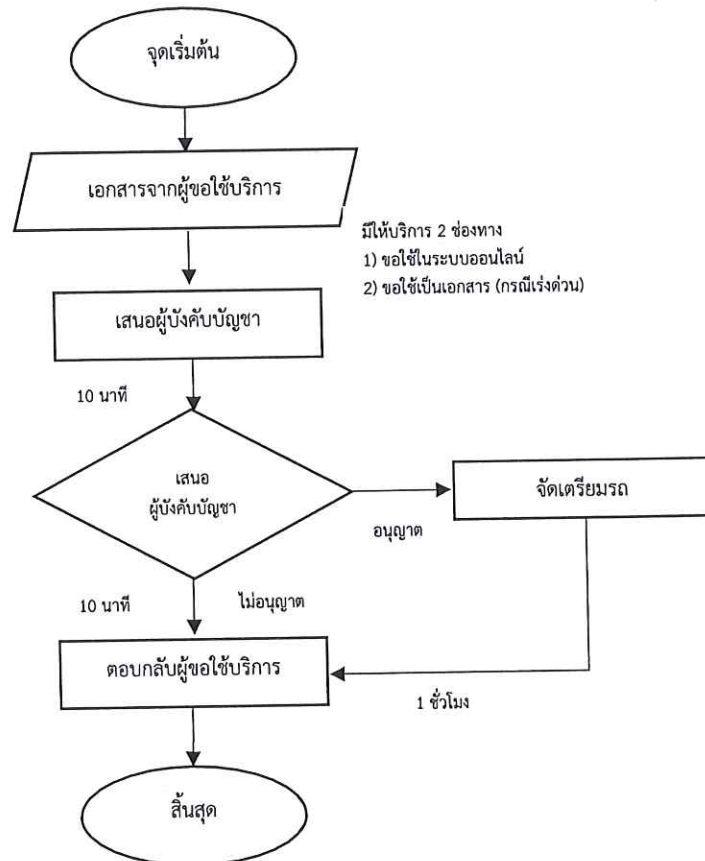 จุดเริ่มต้น
เอกสารจากผู้ขอใช้บริการ
มีให้บริการ 2 ช่องทาง
1) ขอใช้ในระบบออนไลน์
2) ขอใช้เป็นเอกสาร (กรณีเร่งด่วน)
เสนอผู้บังคับบัญชา
10 นาที
เสนอ
ผู้บังคับบัญชา
จัดเตรียมรถ
อนุญาต
10 นาที
ไม่อนุญาต
ตอบกลับผู้ขอใช้บริการ
1 ชั่วโมง
สิ้นสุด